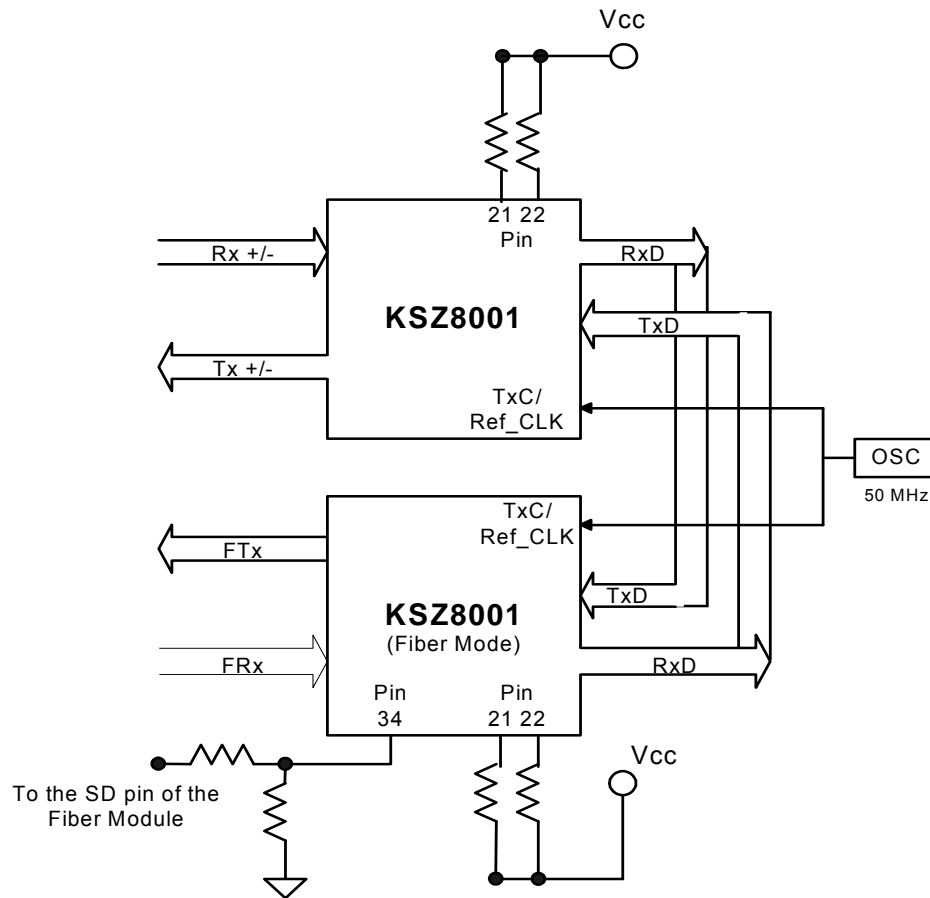 Vcc
21 22
Pin
Rx +/-
RxD
KSZ8001
TxD
Tx +/-
TxC/
Ref_CLK
OSC
50 MHz
TxC/
Ref_CLK
FTx
TxD
KSZ8001
(Fiber Mode)
FRx
RxD
Pin
34
Pin
21 22
Vcc
To the SD pin of the
Fiber Module